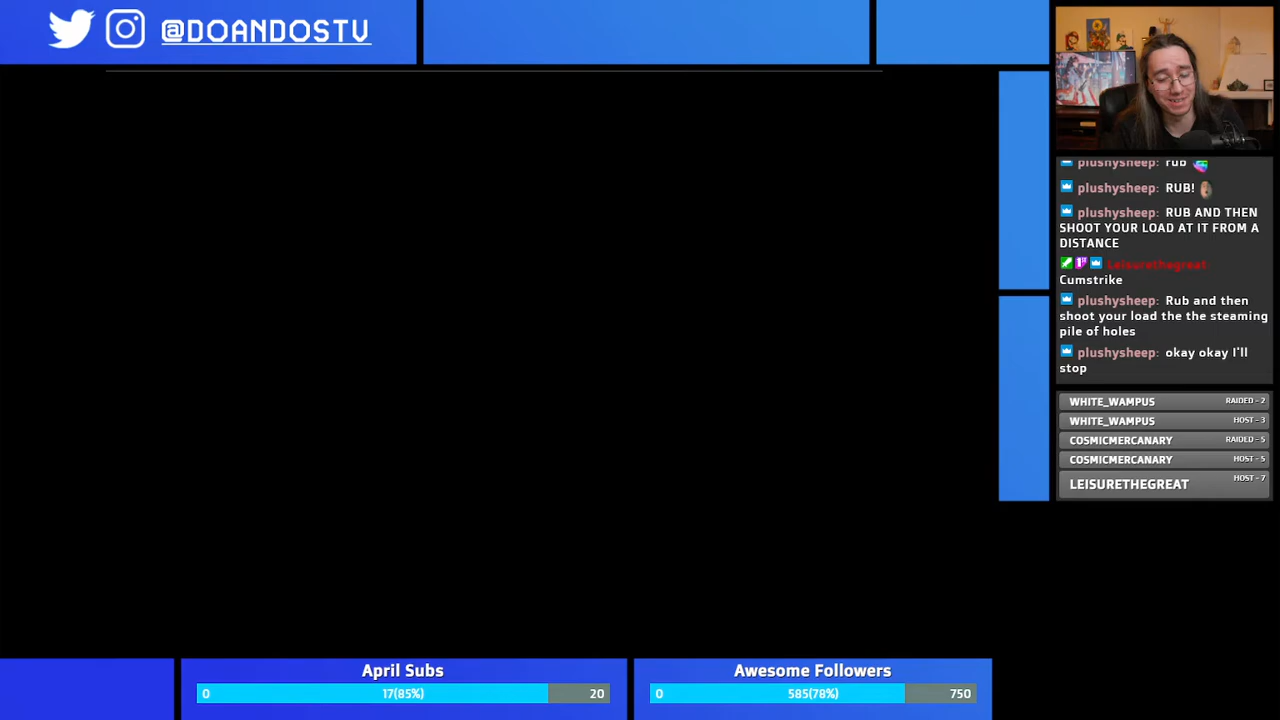 @DOANDOSTV
plushysheep: rub
plushysheep: RUB!
plushysheep: RUB AND THEN
SHOOT YOUR LOAD AT IT FROM A
DISTANCE
Leisurethegreat:
Cumstrike
plushysheep: Rub and then
shoot your load the the steaming
pile of holes
plushysheep: okay okay I'll
stop
WHITE_WAMPUS RAIDED - 2
WHITE_WAMPUS HOST - 3
COSMICMERCANARY RAIDED - 5
COSMICMERCANARY HOST - 5
LEISURETHEGREAT HOST - 7
April Subs
0 17(85%) 20
Awesome Followers
0 585(78%) 750